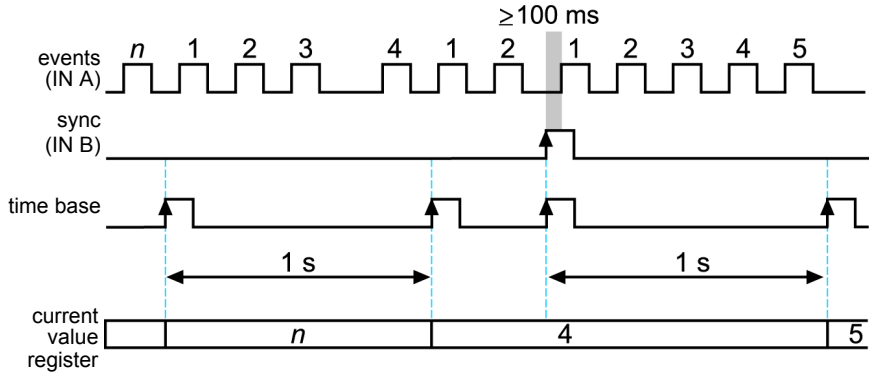 ≥100 ms
n 1 2 3 4 1 2 1 2 3 4 5
events
(IN A)
sync
(IN B)
time base
1 s 1 s
current
value
register
n 4 5